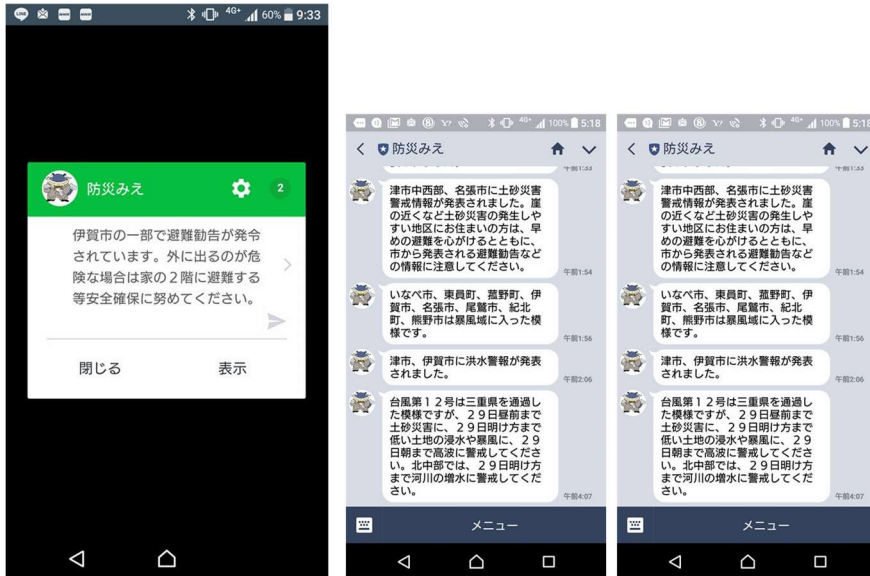 LINE
4G+
60%
9:33
防災みえ
2
伊賀市の一部で避難勧告が発令
されています。外に出るのが危
険な場合は家の2階に避難する
等安全確保に努めてください。
閉じる
表示
4G+
100%
5:18
防災みえ
午前1:33
津市中西部、名張市に土砂災害
警戒情報が発表されました。崖
の近くなど土砂災害の発生しや
すい地区にお住まいの方は、早
めの避難を心がけるとともに、
市から発表される避難勧告など
の情報に注意してください。
午前1:54
いなべ市、東員町、菰野町、伊
賀市、名張市、尾鷲市、紀北
町、熊野市は暴風域に入った模
様です。
午前1:56
津市、伊賀市に洪水警報が発表
されました。
午前2:06
台風第12号は三重県を通過し
た模様ですが、29日昼前まで
土砂災害に、29日明け方まで
低い土地の浸水や暴風に、29
日朝まで高波に警戒してくださ
い。北中部では、29日明け方
まで河川の増水に警戒してくだ
さい。
午前4:07
メニュー
4G+
100%
5:18
防災みえ
午前1:33
津市中西部、名張市に土砂災害
警戒情報が発表されました。崖
の近くなど土砂災害の発生しや
すい地区にお住まいの方は、早
めの避難を心がけるとともに、
市から発表される避難勧告など
の情報に注意してください。
午前1:54
いなべ市、東員町、菰野町、伊
賀市、名張市、尾鷲市、紀北
町、熊野市は暴風域に入った模
様です。
午前1:56
津市、伊賀市に洪水警報が発表
されました。
午前2:06
台風第12号は三重県を通過し
た模様ですが、29日昼前まで
土砂災害に、29日明け方まで
低い土地の浸水や暴風に、29
日朝まで高波に警戒してくださ
い。北中部では、29日明け方
まで河川の増水に警戒してくだ
さい。
午前4:07
メニュー